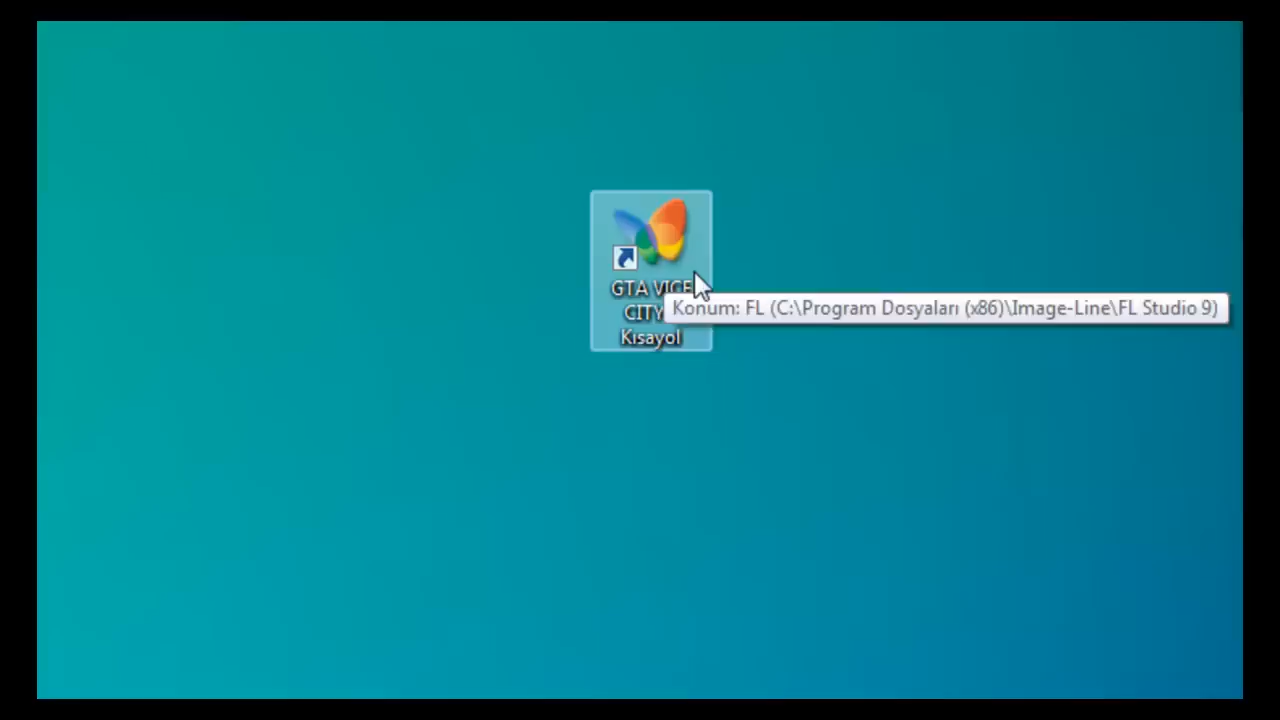 GTA VICE
CITY
Kısayol
Konum: FL (C:\Program Dosyaları (x86)\Image-Line\FL Studio 9)